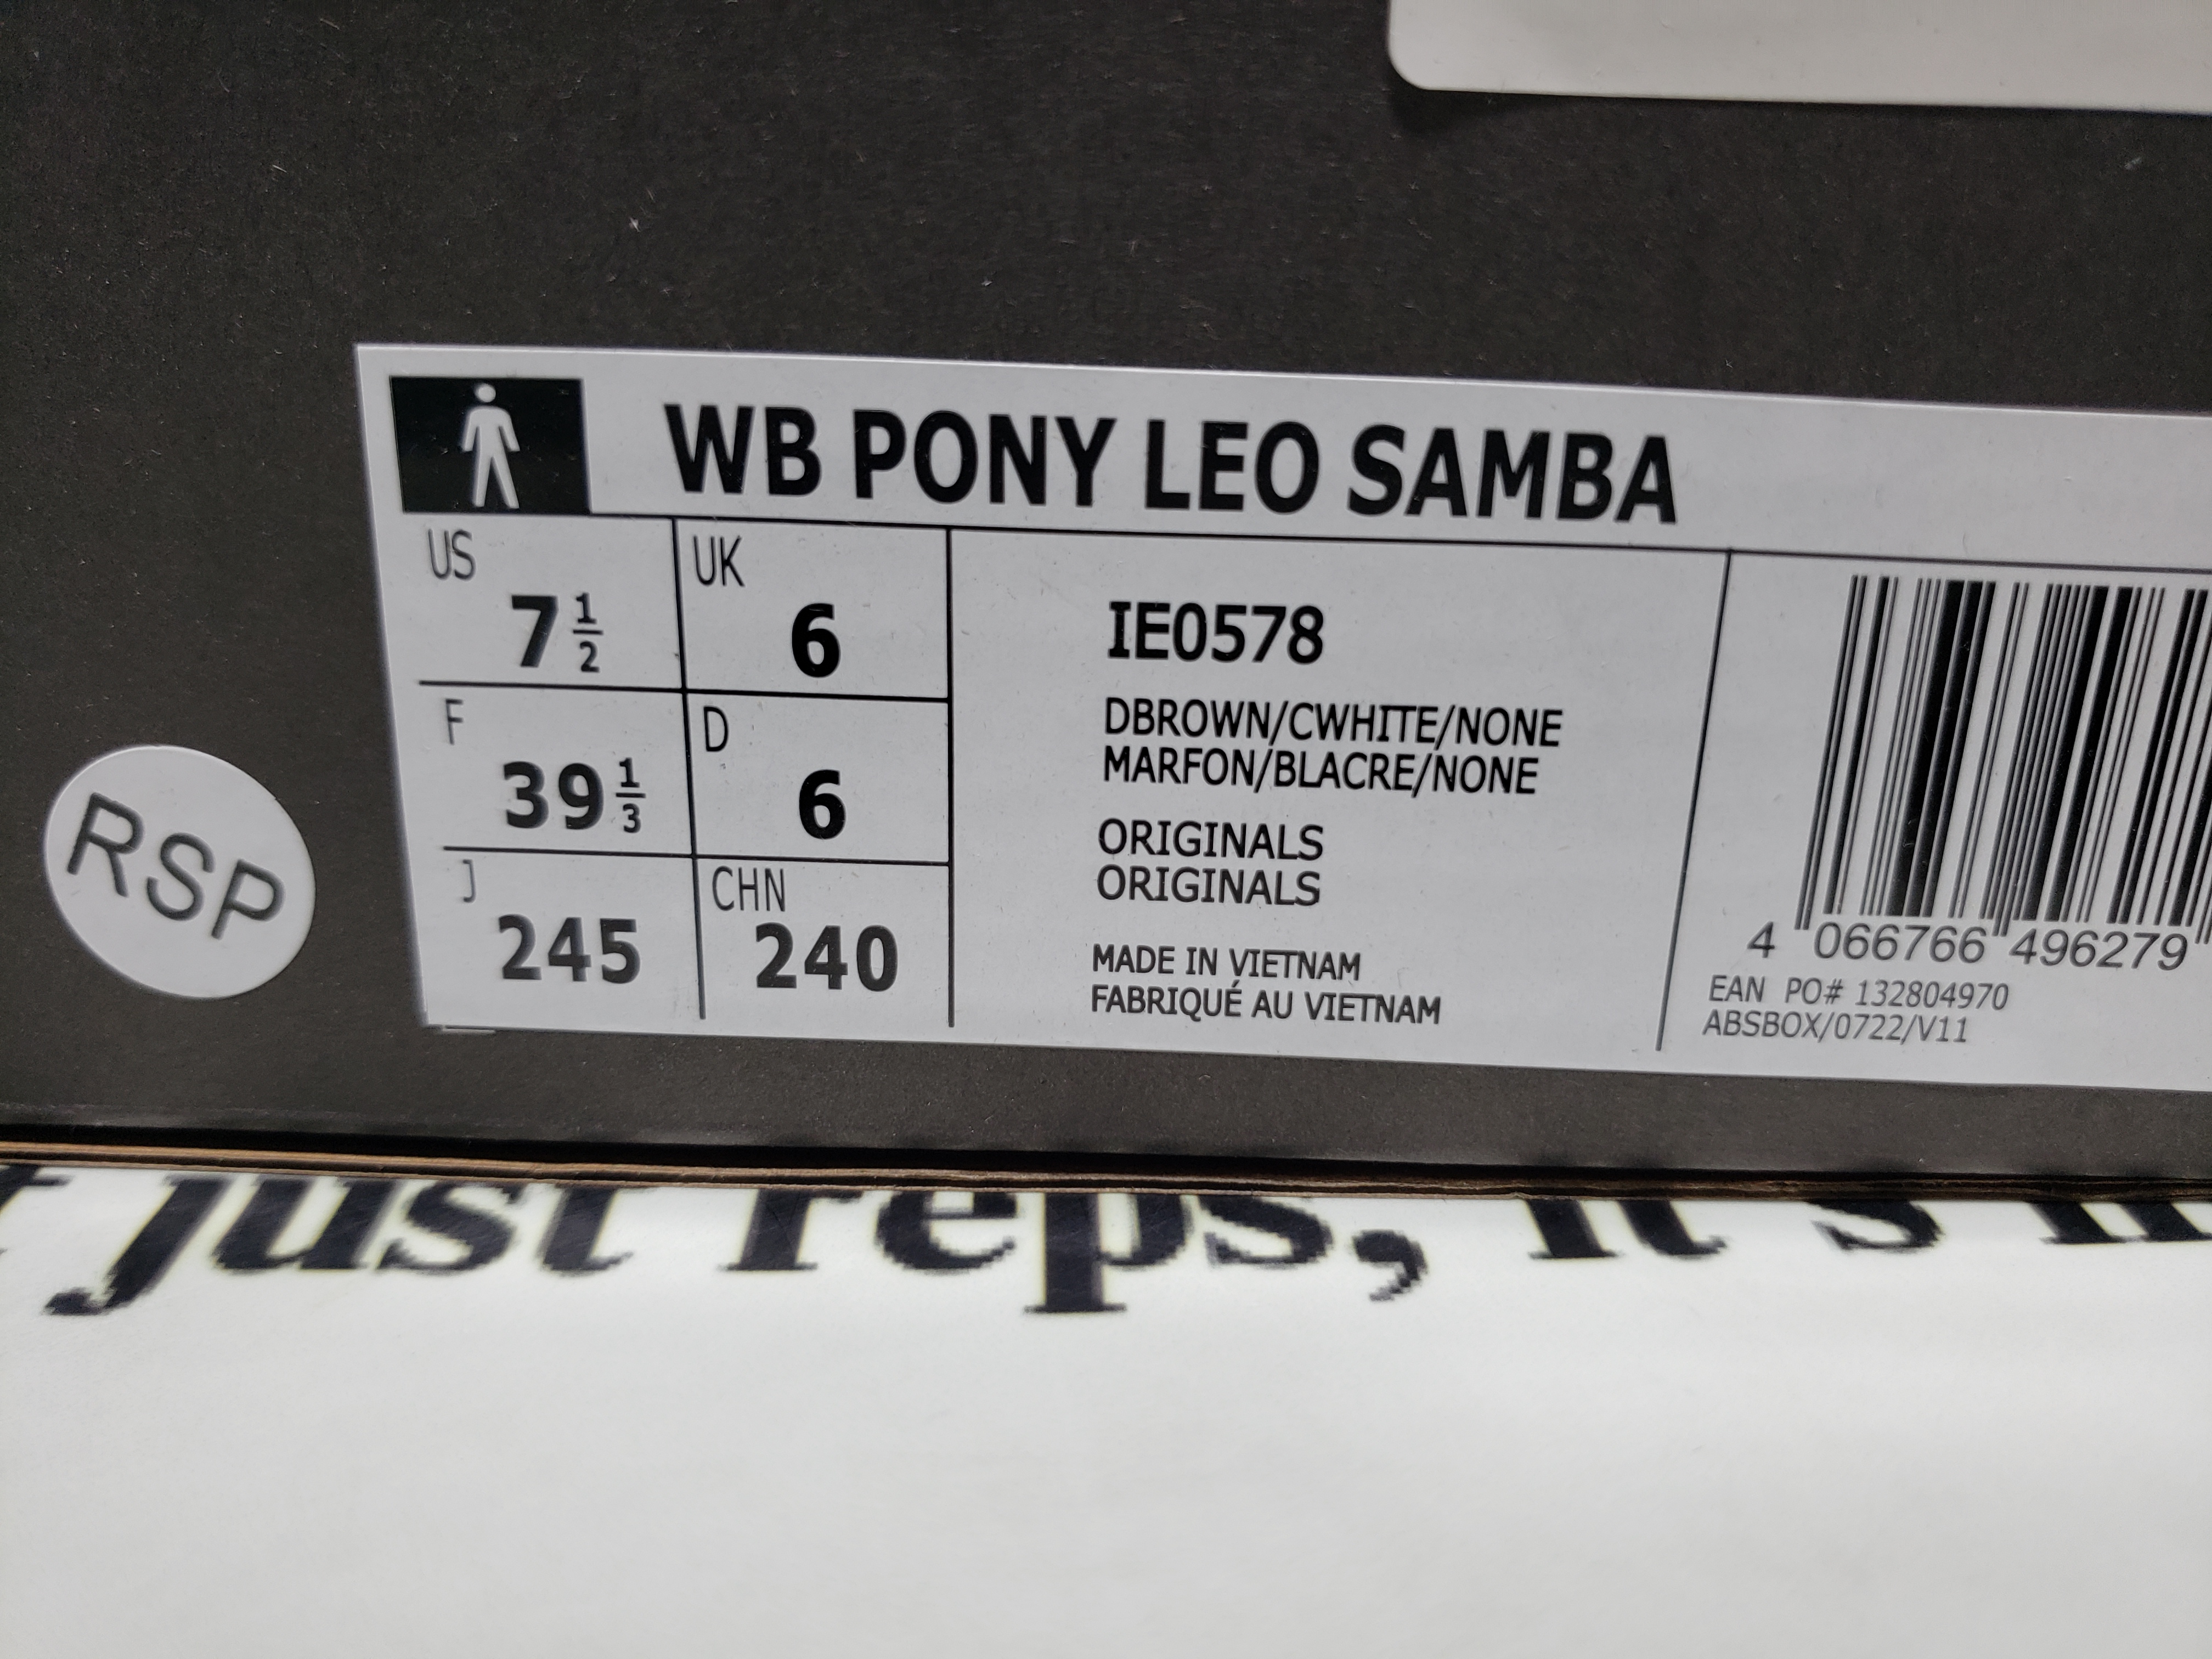 WB PONY LEO SAMBA
US
7 1/2
UK
6
F
39 1/3
D
6
J
245
CHN
240
IE0578
DBROWN/CWHITE/NONE
MARFON/BLACRE/NONE
ORIGINALS
ORIGINALS
MADE IN VIETNAM
FABRIQUÉ AU VIETNAM
4 066766 496279
EAN PO# 132804970
ABSBOX/0722/V11
RSP
just reps, it's